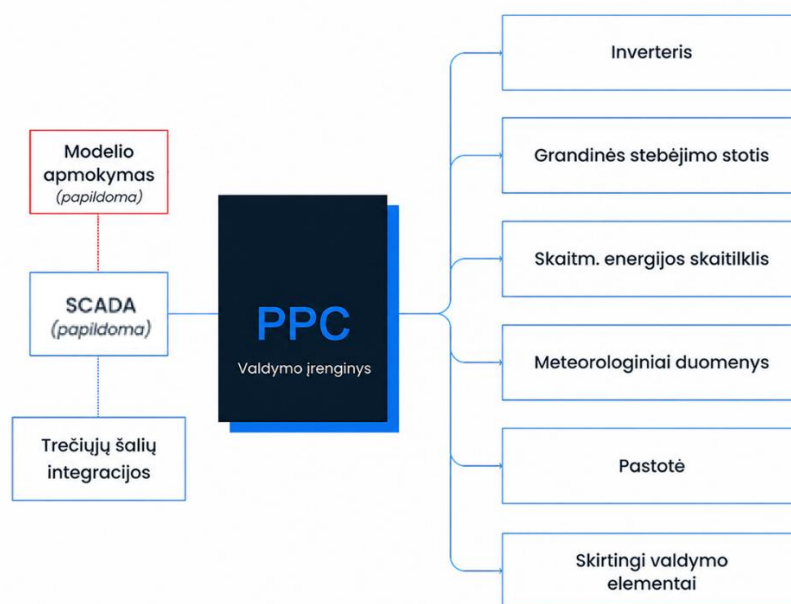 Modelio
apmokymas
(papildoma)
SCADA
(papildoma)
Trečiųjų šalių
integracijos
PPC
Valdymo įrenginys
Inverteris
Grandinės stebėjimo stotis
Skaitm. energijos skaitilklis
Meteorologiniai duomenys
Pastotė
Skirtingi valdymo
elementai